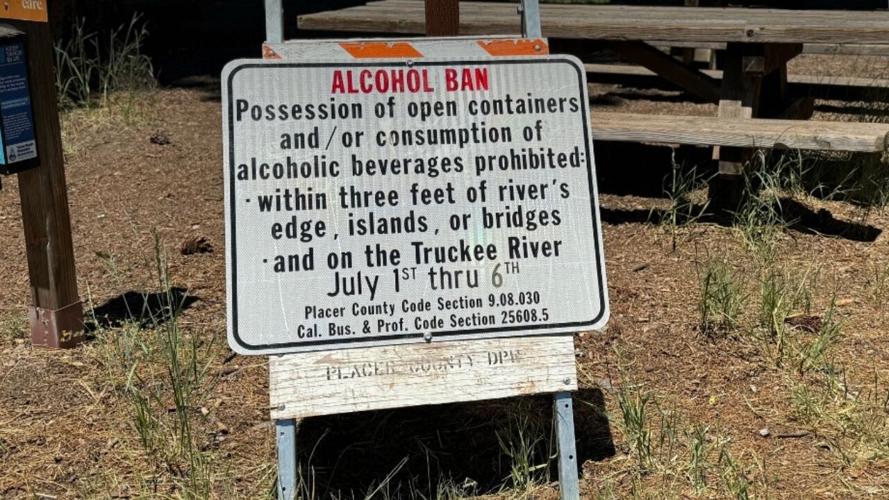 care
ALCOHOL BAN
Possession of open containers
and/or consumption of
alcoholic beverages prohibited:
· within three feet of river's
edge, islands, or bridges
· and on the Truckee River
July 1ST thru 6TH
Placer County Code Section 9.08.030
Cal. Bus. & Prof. Code Section 25608.5
PLACER COUNTY DPW